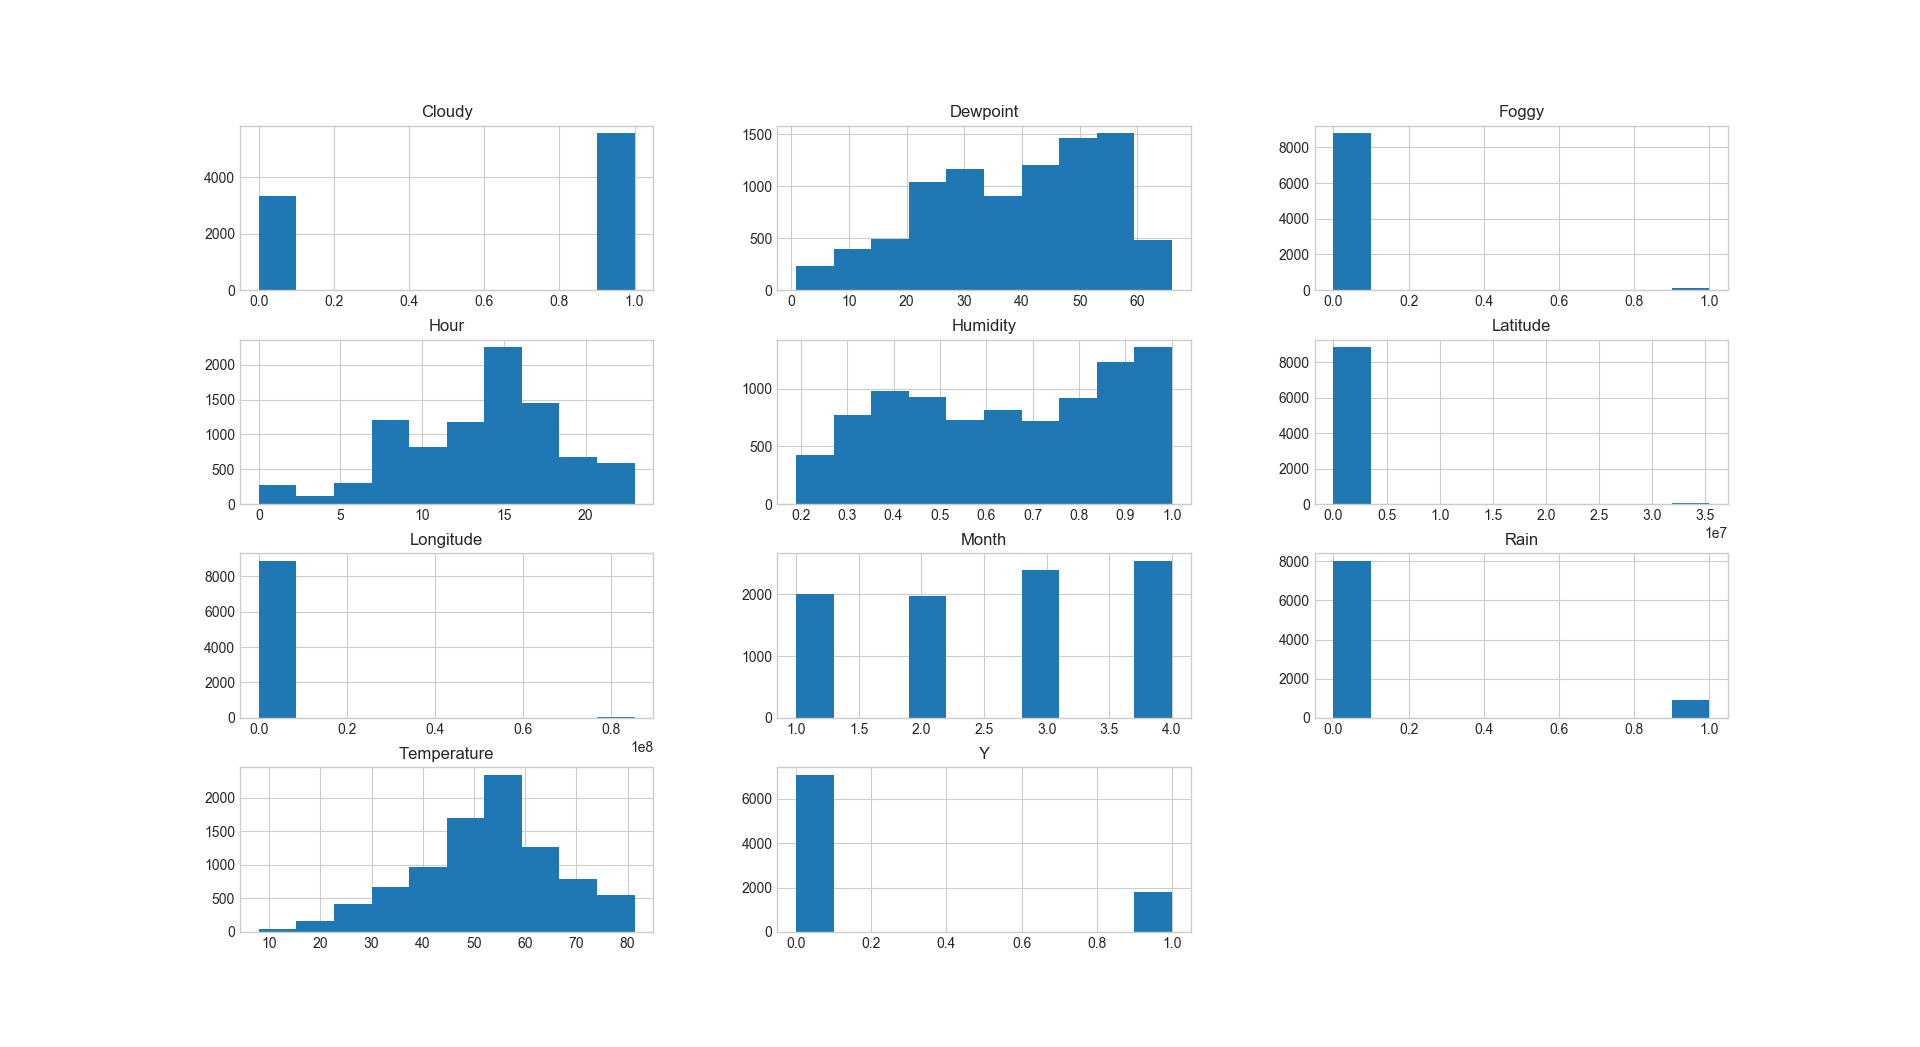 Cloudy Dewpoint Foggy
4000
2000
0
0.0 0.2 0.4 0.6 0.8 1.0
1500
1000
500
0
0 10 20 30 40 50 60
8000
6000
4000
2000
0
0.0 0.2 0.4 0.6 0.8 1.0
Hour Humidity Latitude
2000
1500
1000
500
0
0 5 10 15 20
1000
500
0
0.2 0.3 0.4 0.5 0.6 0.7 0.8 0.9 1.0
8000
6000
4000
2000
0
0.0 0.5 1.0 1.5 2.0 2.5 3.0 3.5
1e7
Longitude Month Rain
8000
6000
4000
2000
0
0.0 0.2 0.4 0.6 0.8
1e8
2000
1000
0
1.0 1.5 2.0 2.5 3.0 3.5 4.0
8000
6000
4000
2000
0
0.0 0.2 0.4 0.6 0.8 1.0
Temperature Y
2000
1500
1000
500
0
10 20 30 40 50 60 70 80
6000
4000
2000
0
0.0 0.2 0.4 0.6 0.8 1.0